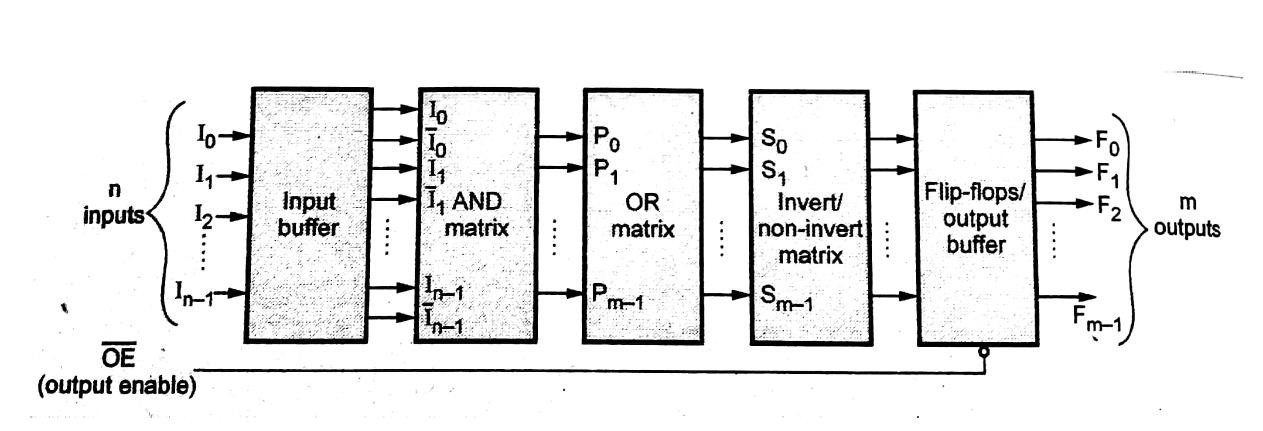 n
inputs
I0
I1
I2
In–1
Input
buffer
I0
Ī0
I1
Ī1
In–1
Īn–1
AND
matrix
P0
P1
Pm–1
OR
matrix
S0
S1
Sm–1
Invert/
non-invert
matrix
Flip-flops/
output
buffer
F0
F1
F2
Fm–1
m
outputs
O̅E̅
(output enable)